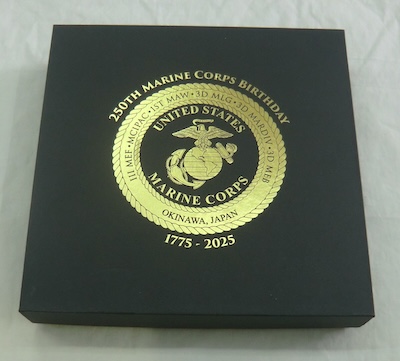 250TH MARINE CORPS BIRTHDAY
III MEF • MCIPAC • 1ST MAW • 3D MLG • 3D MARDIV • 3D MEB
UNITED STATES
MARINE CORPS
OKINAWA, JAPAN
1775 - 2025